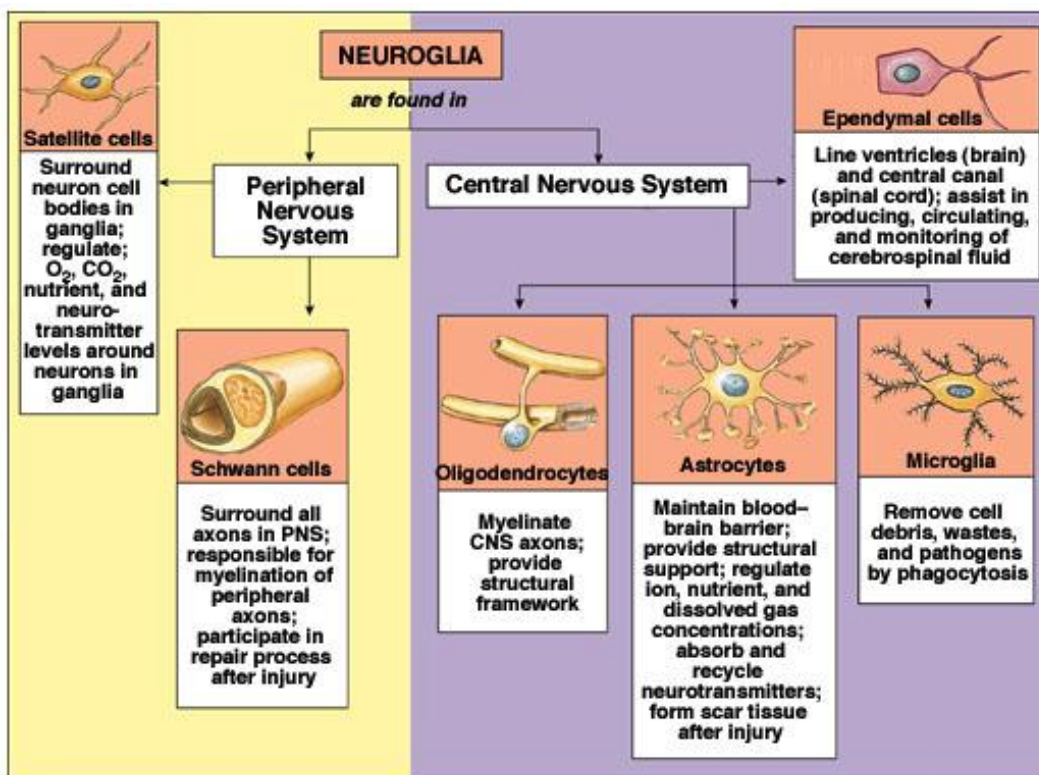 NEUROGLIA
are found in
Satellite cells
Surround
neuron cell
bodies in
ganglia;
regulate;
O₂, CO₂,
nutrient, and
neuro-
transmitter
levels around
neurons in
ganglia
Peripheral
Nervous
System
Central Nervous System
Ependymal cells
Line ventricles (brain)
and central canal
(spinal cord); assist in
producing, circulating,
and monitoring of
cerebrospinal fluid
Schwann cells
Surround all
axons in PNS;
responsible for
myelination of
peripheral
axons;
participate in
repair process
after injury
Oligodendrocytes
Myelinate
CNS axons;
provide
structural
framework
Astrocytes
Maintain blood–
brain barrier;
provide structural
support; regulate
ion, nutrient, and
dissolved gas
concentrations;
absorb and
recycle
neurotransmitters;
form scar tissue
after injury
Microglia
Remove cell
debris, wastes,
and pathogens
by phagocytosis